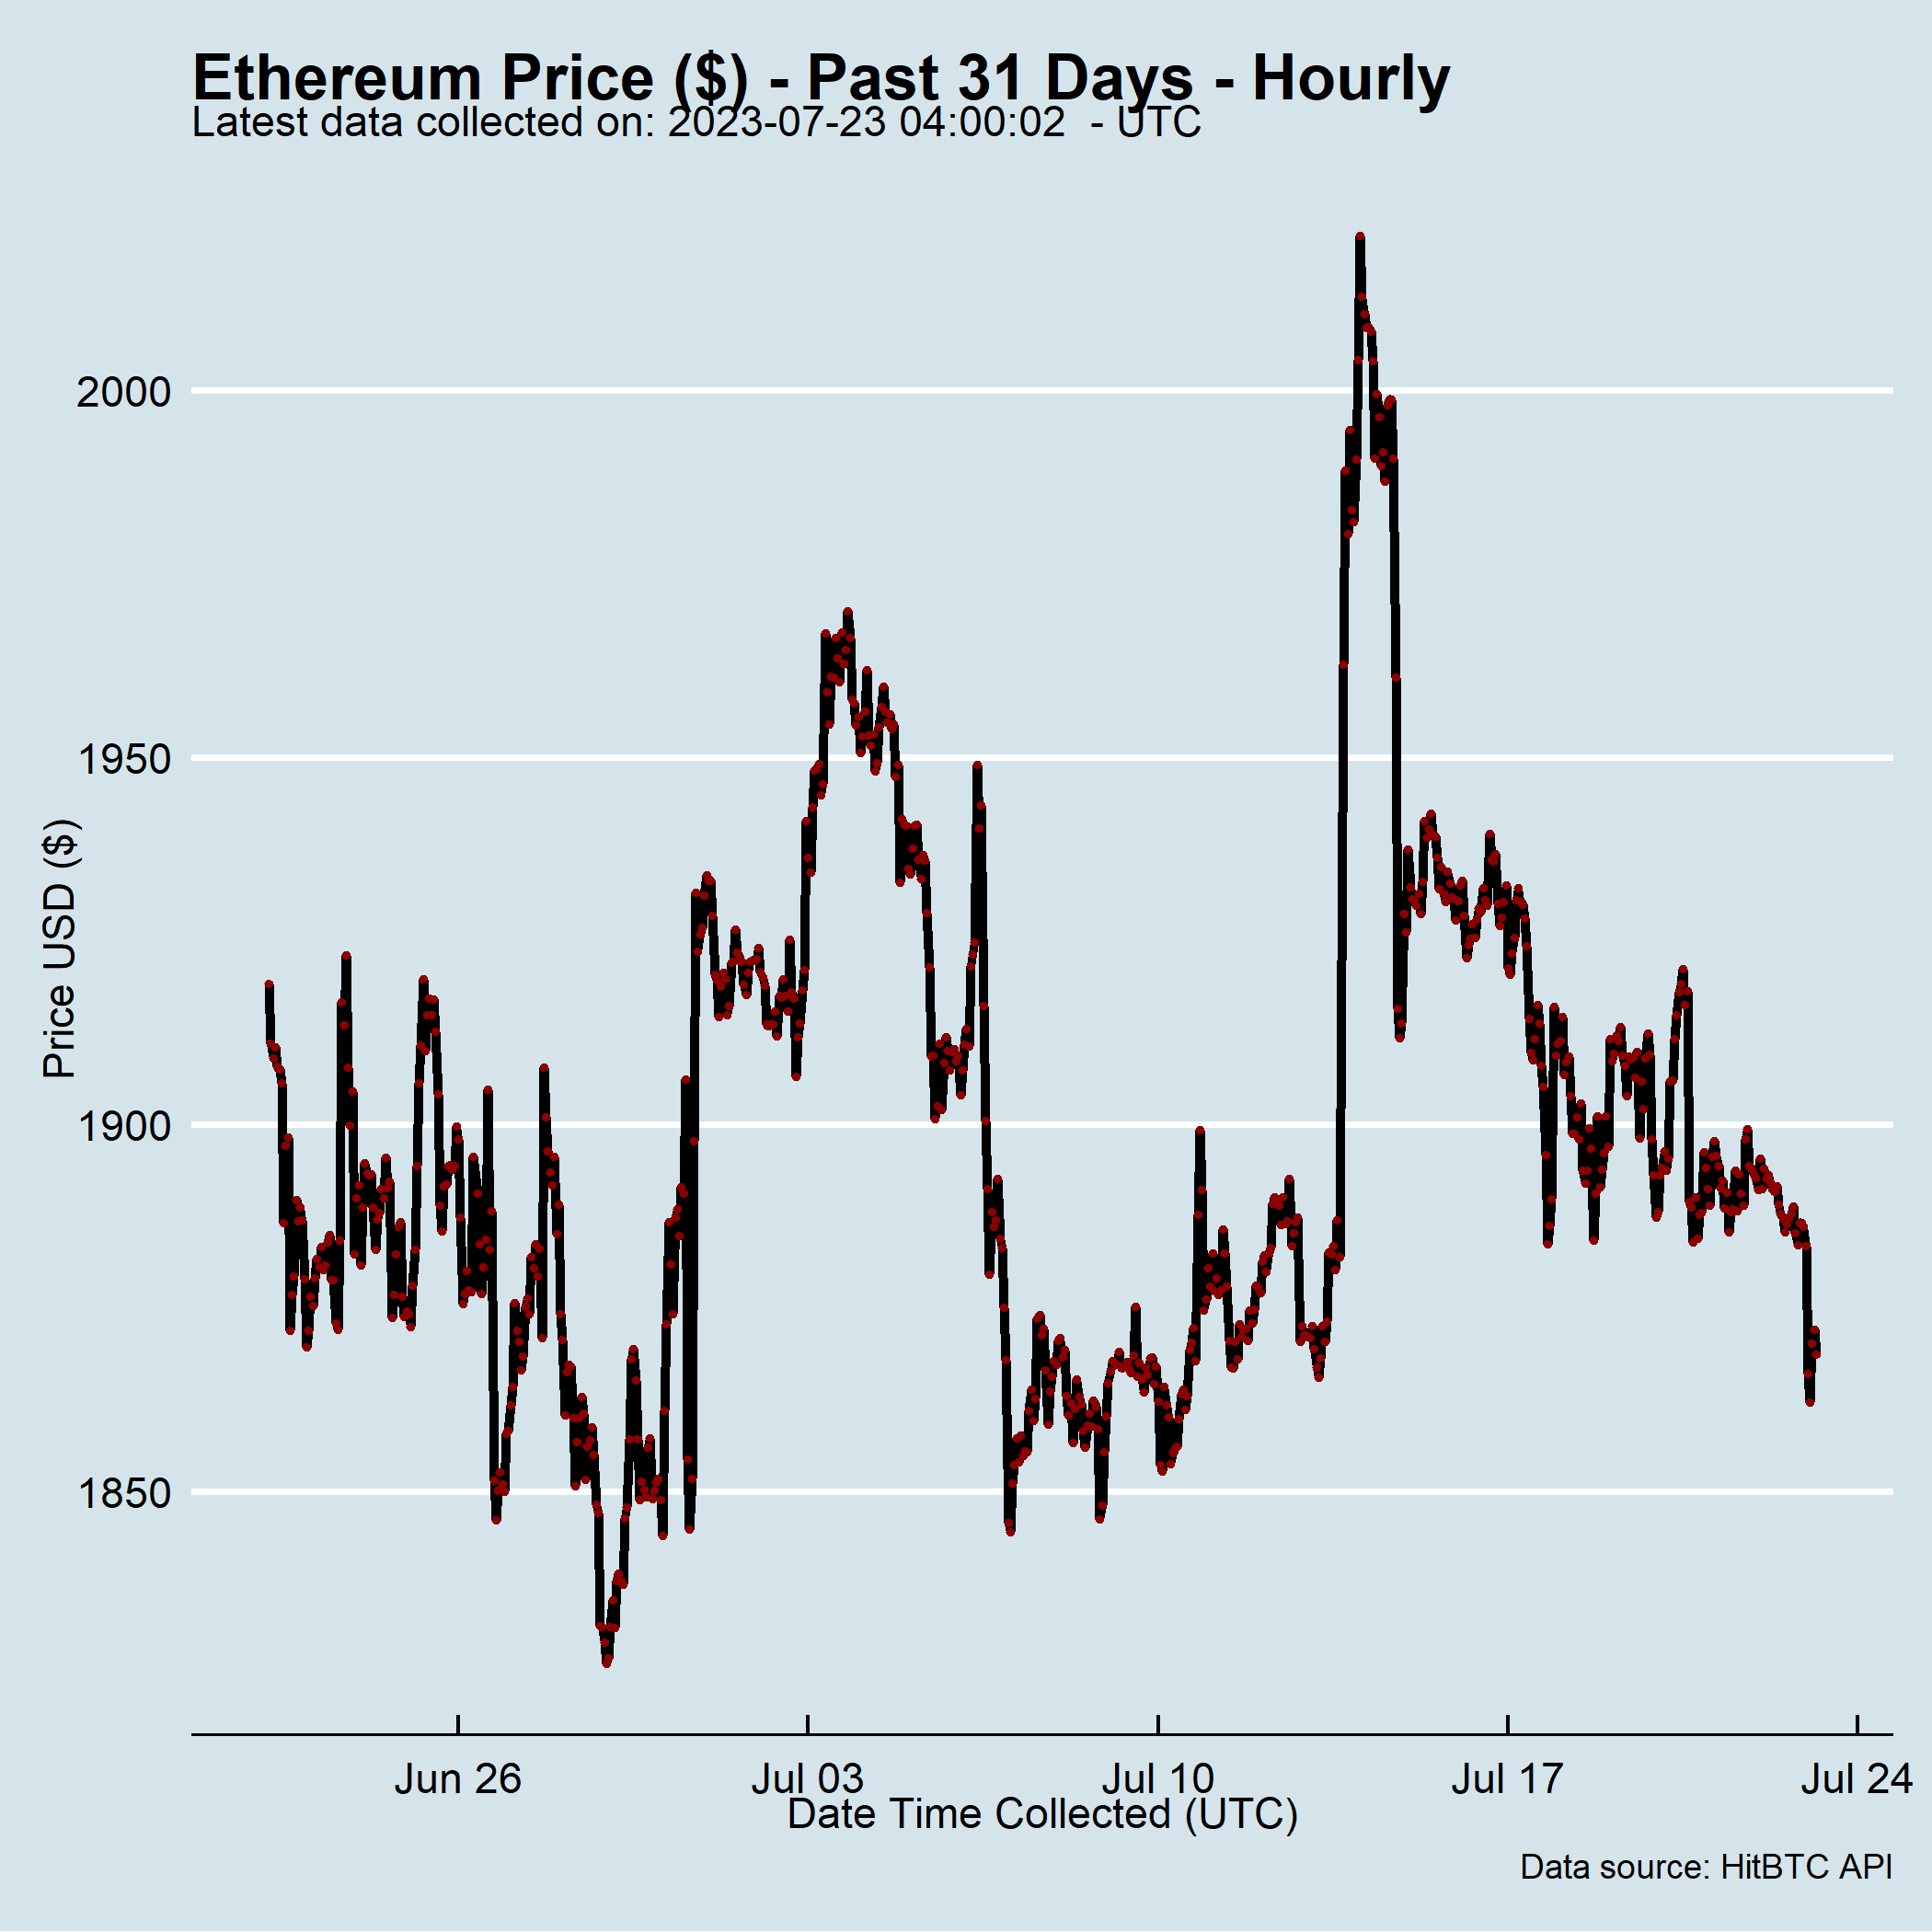 Ethereum Price ($) - Past 31 Days - Hourly
Latest data collected on: 2023-07-23 04:00:02  - UTC
2000
1950
1900
1850
Price USD ($)
Jun 26 Jul 03 Jul 10 Jul 17 Jul 24
Date Time Collected (UTC)
Data source: HitBTC API